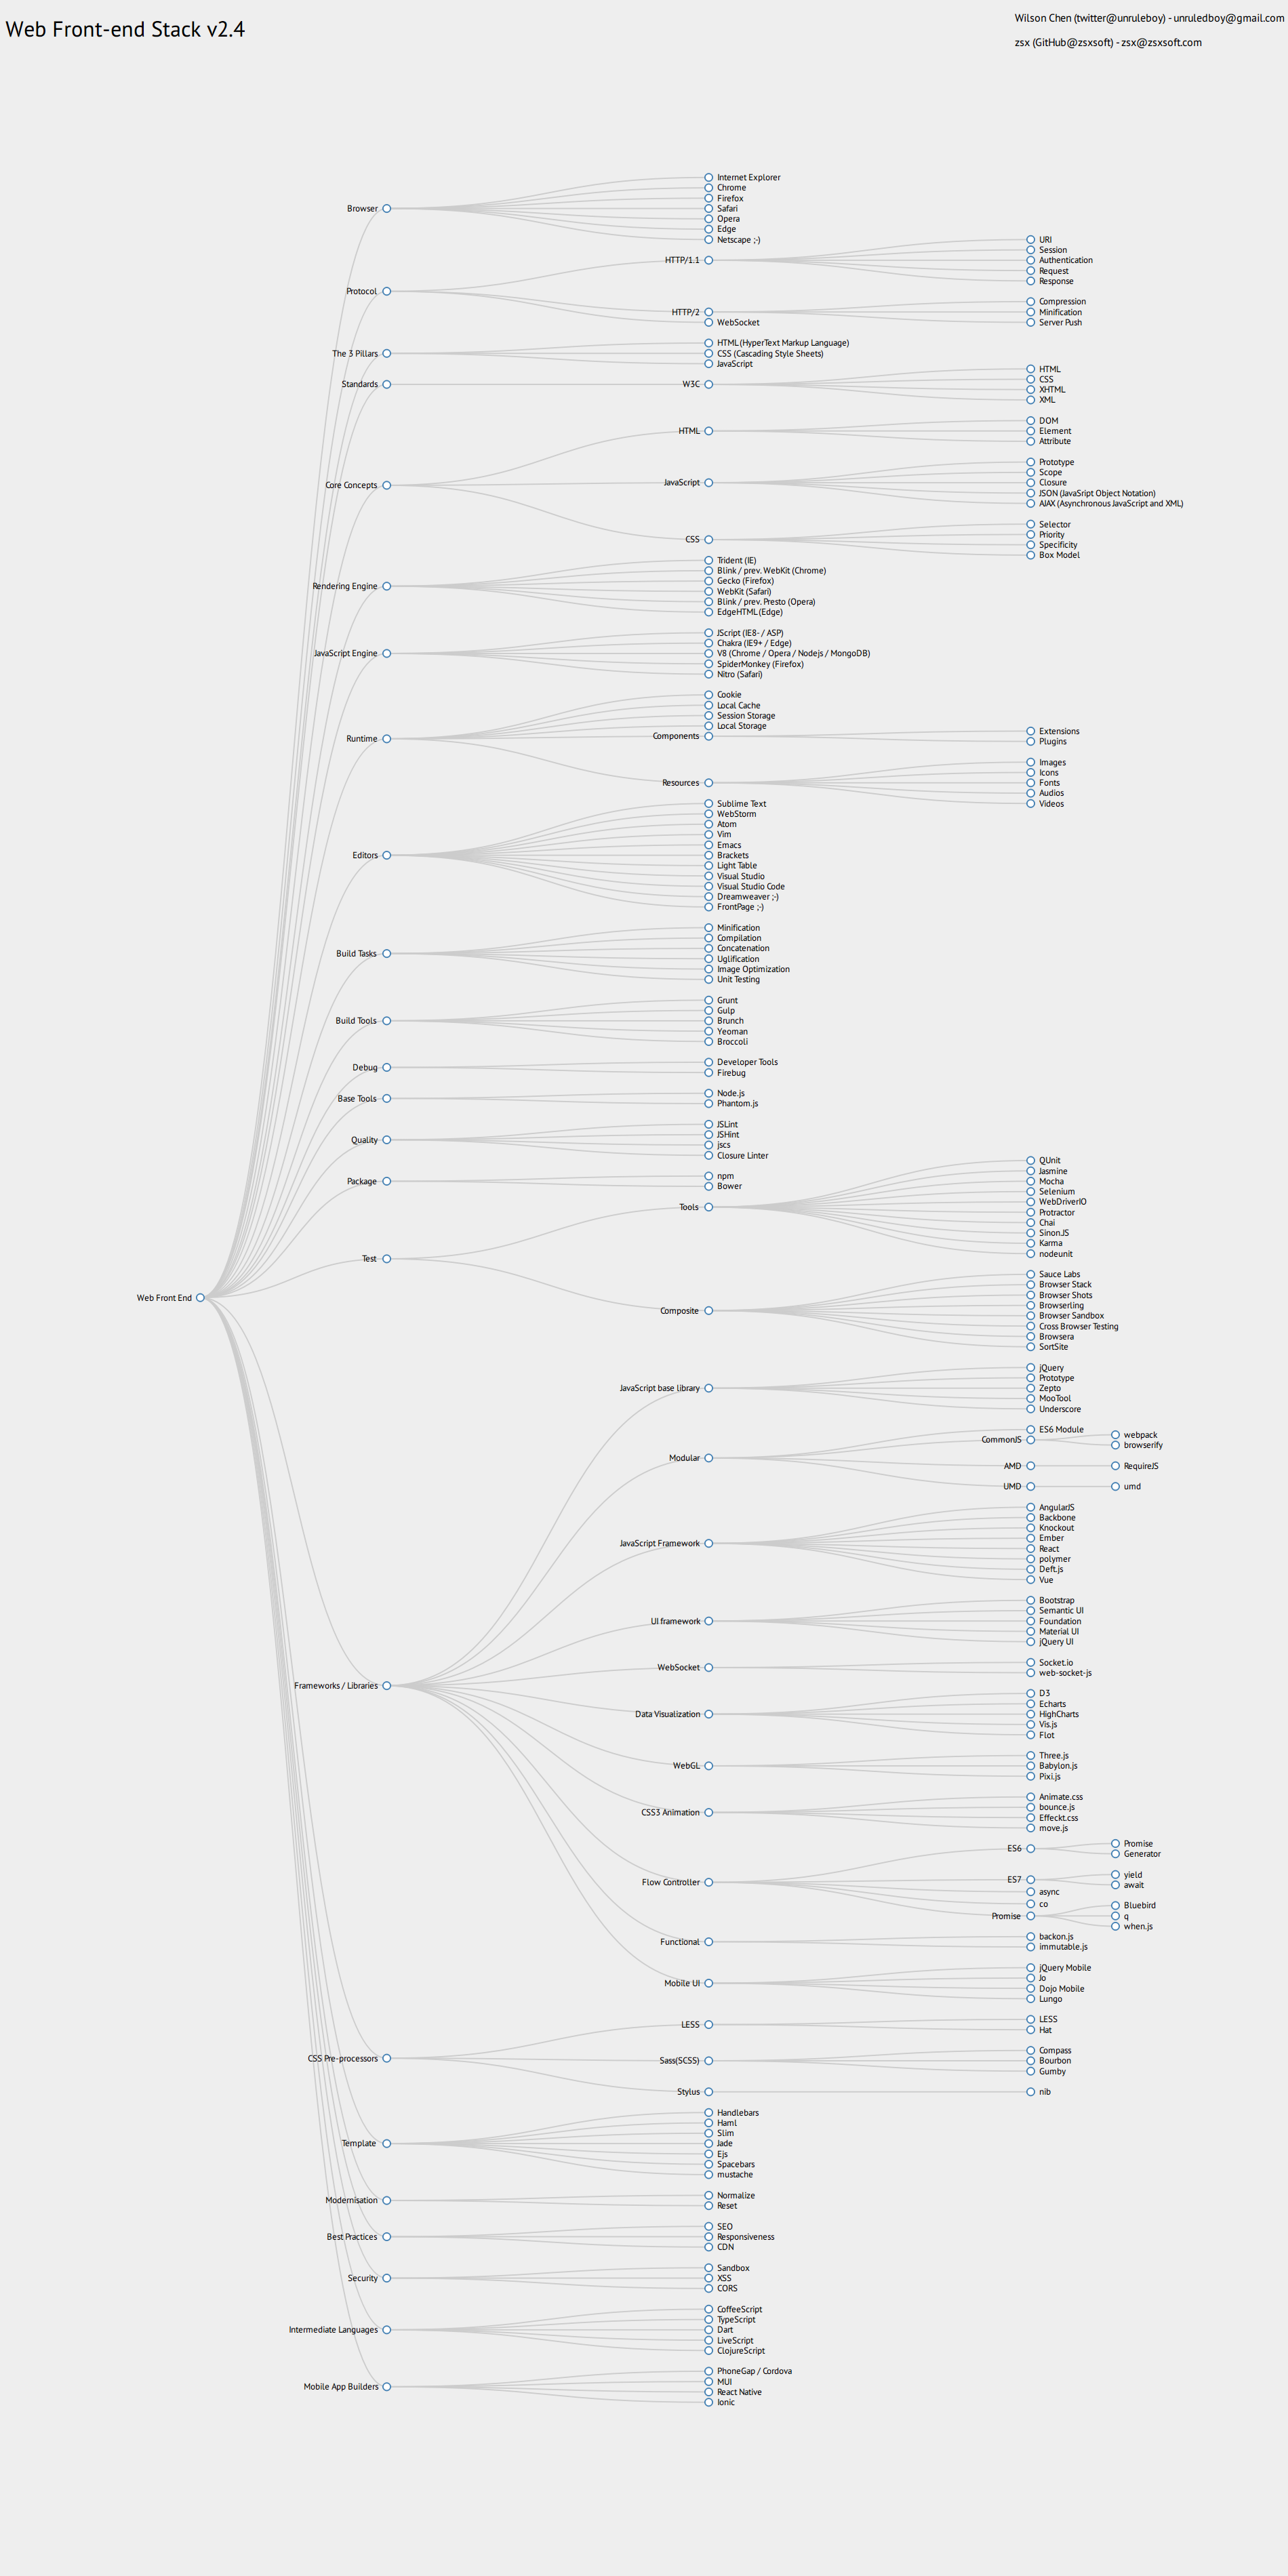 Web Front-end Stack v2.4
Wilson Chen (twitter@unruleboy) - unruledboy@gmail.com
zsx (GitHub@zsxsoft) - zsx@zsxsoft.com
Web Front End
Browser
Internet Explorer
Chrome
Firefox
Safari
Opera
Edge
Netscape ;-)
Protocol
HTTP/1.1
URI
Session
Authentication
Request
Response
HTTP/2
Compression
Minification
Server Push
WebSocket
The 3 Pillars
HTML (HyperText Markup Language)
CSS (Cascading Style Sheets)
JavaScript
Standards
W3C
HTML
CSS
XHTML
XML
Core Concepts
HTML
DOM
Element
Attribute
JavaScript
Prototype
Scope
Closure
JSON (JavaSript Object Notation)
AJAX (Asynchronous JavaScript and XML)
CSS
Selector
Priority
Specificity
Box Model
Rendering Engine
Trident (IE)
Blink / prev. WebKit (Chrome)
Gecko (Firefox)
WebKit (Safari)
Blink / prev. Presto (Opera)
EdgeHTML (Edge)
JavaScript Engine
JScript (IE8- / ASP)
Chakra (IE9+ / Edge)
V8 (Chrome / Opera / Nodejs / MongoDB)
SpiderMonkey (Firefox)
Nitro (Safari)
Runtime
Cookie
Local Cache
Session Storage
Local Storage
Components
Extensions
Plugins
Resources
Images
Icons
Fonts
Audios
Videos
Editors
Sublime Text
WebStorm
Atom
Vim
Emacs
Brackets
Light Table
Visual Studio
Visual Studio Code
Dreamweaver ;-)
FrontPage ;-)
Build Tasks
Minification
Compilation
Concatenation
Uglification
Image Optimization
Unit Testing
Build Tools
Grunt
Gulp
Brunch
Yeoman
Broccoli
Debug
Developer Tools
Firebug
Base Tools
Node.js
Phantom.js
Quality
JSLint
JSHint
jscs
Closure Linter
Package
npm
Bower
Test
Tools
QUnit
Jasmine
Mocha
Selenium
WebDriverIO
Protractor
Chai
Sinon.JS
Karma
nodeunit
Composite
Sauce Labs
Browser Stack
Browser Shots
Browserling
Browser Sandbox
Cross Browser Testing
Browsera
SortSite
Frameworks / Libraries
JavaScript base library
jQuery
Prototype
Zepto
MooTool
Underscore
Modular
ES6 Module
CommonJS
webpack
browserify
AMD
RequireJS
UMD
umd
JavaScript Framework
AngularJS
Backbone
Knockout
Ember
React
polymer
Deft.js
Vue
UI framework
Bootstrap
Semantic UI
Foundation
Material UI
jQuery UI
WebSocket
Socket.io
web-socket-js
Data Visualization
D3
Echarts
HighCharts
Vis.js
Flot
WebGL
Three.js
Babylon.js
Pixi.js
CSS3 Animation
Animate.css
bounce.js
Effeckt.css
move.js
Flow Controller
ES6
Promise
Generator
ES7
yield
await
async
co
Promise
Bluebird
q
when.js
Functional
backon.js
immutable.js
Mobile UI
jQuery Mobile
Jo
Dojo Mobile
Lungo
CSS Pre-processors
LESS
LESS
Hat
Sass(SCSS)
Compass
Bourbon
Gumby
Stylus
nib
Template
Handlebars
Haml
Slim
Jade
Ejs
Spacebars
mustache
Modernisation
Normalize
Reset
Best Practices
SEO
Responsiveness
CDN
Security
Sandbox
XSS
CORS
Intermediate Languages
CoffeeScript
TypeScript
Dart
LiveScript
ClojureScript
Mobile App Builders
PhoneGap / Cordova
MUI
React Native
Ionic